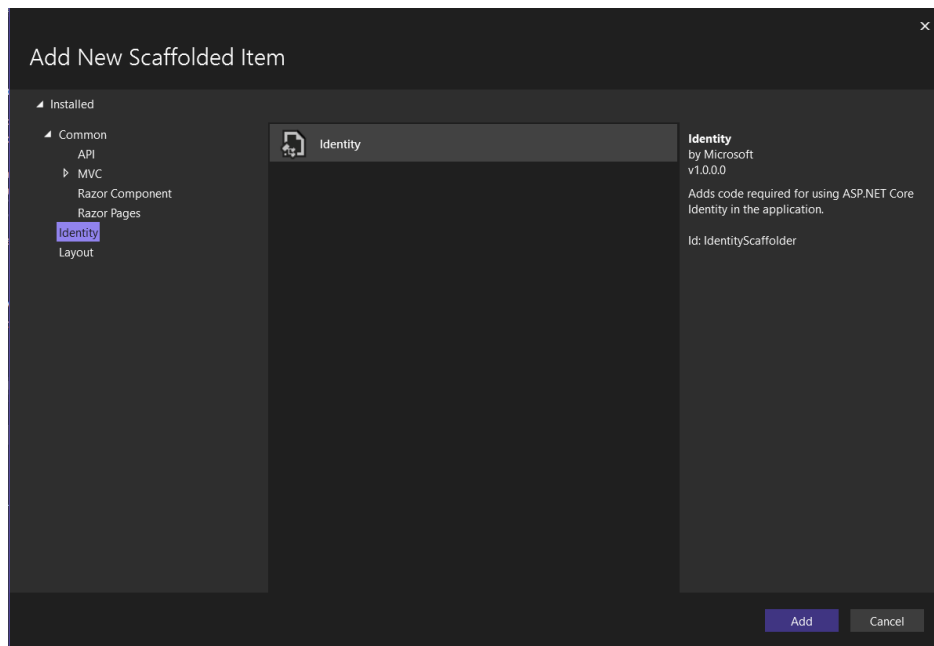 ×
Add New Scaffolded Item
Installed
Common
API
MVC
Razor Component
Razor Pages
Identity
Layout
Identity
Identity
by Microsoft
v1.0.0.0
Adds code required for using ASP.NET Core
Identity in the application.
Id: IdentityScaffolder
Add
Cancel